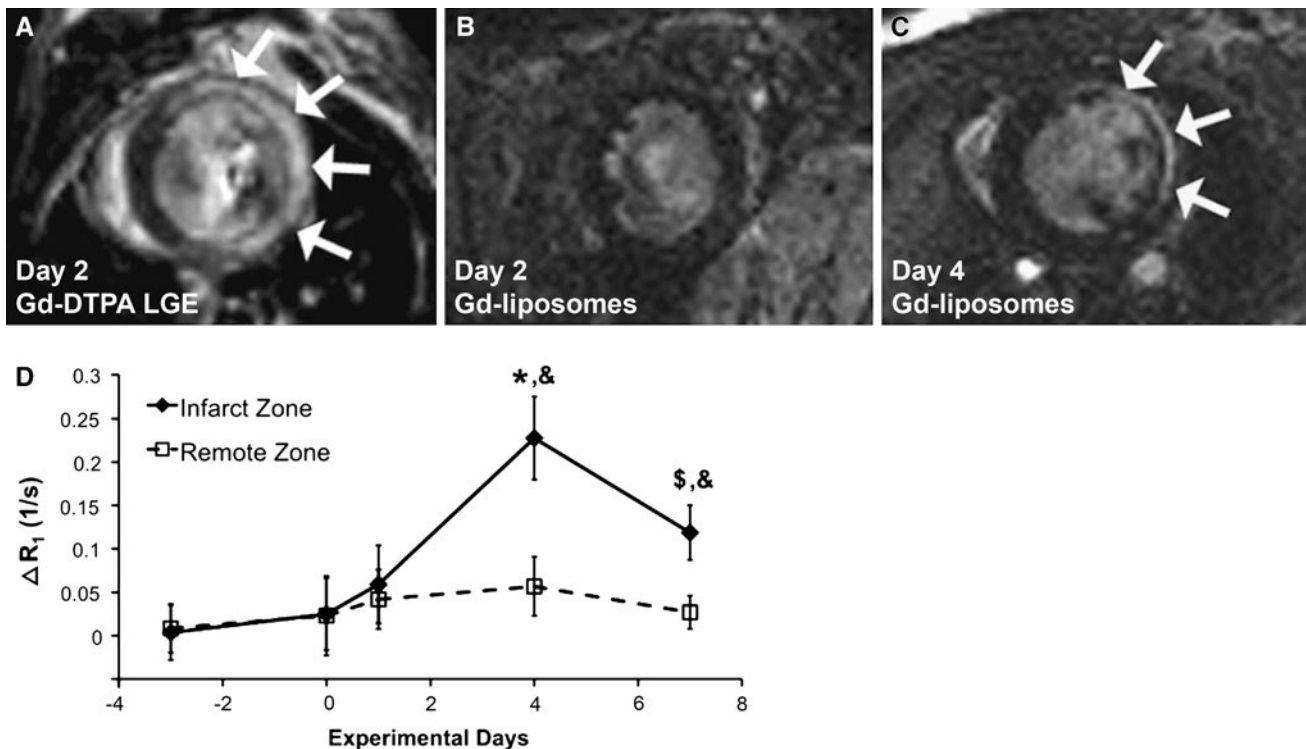 A
Day 2
Gd-DTPA LGE
B
Day 2
Gd-liposomes
C
Day 4
Gd-liposomes
D
Infarct Zone
Remote Zone
*,&
$,&
0.3
0.25
0.2
0.15
0.1
0.05
0
△ R₁ (1/s)
-4
-2
0
2
4
6
8
Experimental Days